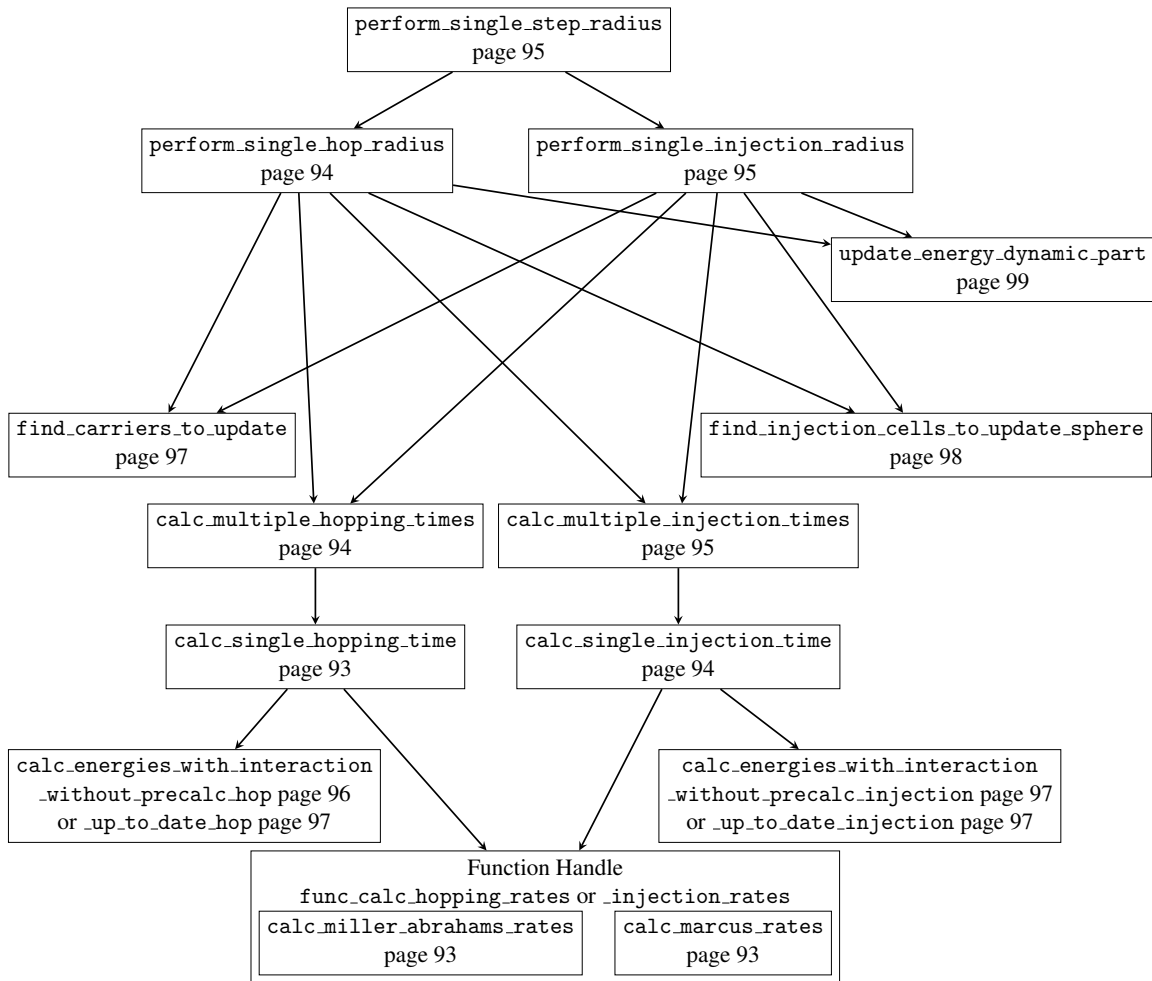 perform_single_step_radius
page 95
perform_single_hop_radius
page 94
perform_single_injection_radius
page 95
update_energy_dynamic_part
page 99
find_carriers_to_update
page 97
find_injection_cells_to_update_sphere
page 98
calc_multiple_hopping_times
page 94
calc_multiple_injection_times
page 95
calc_single_hopping_time
page 93
calc_single_injection_time
page 94
calc_energies_with_interaction
_without_precalc_hop page 96
or _up_to_date_hop page 97
calc_energies_with_interaction
_without_precalc_injection page 97
or _up_to_date_injection page 97
Function Handle
func_calc_hopping_rates or _injection_rates
calc_miller_abrahams_rates
page 93
calc_marcus_rates
page 93